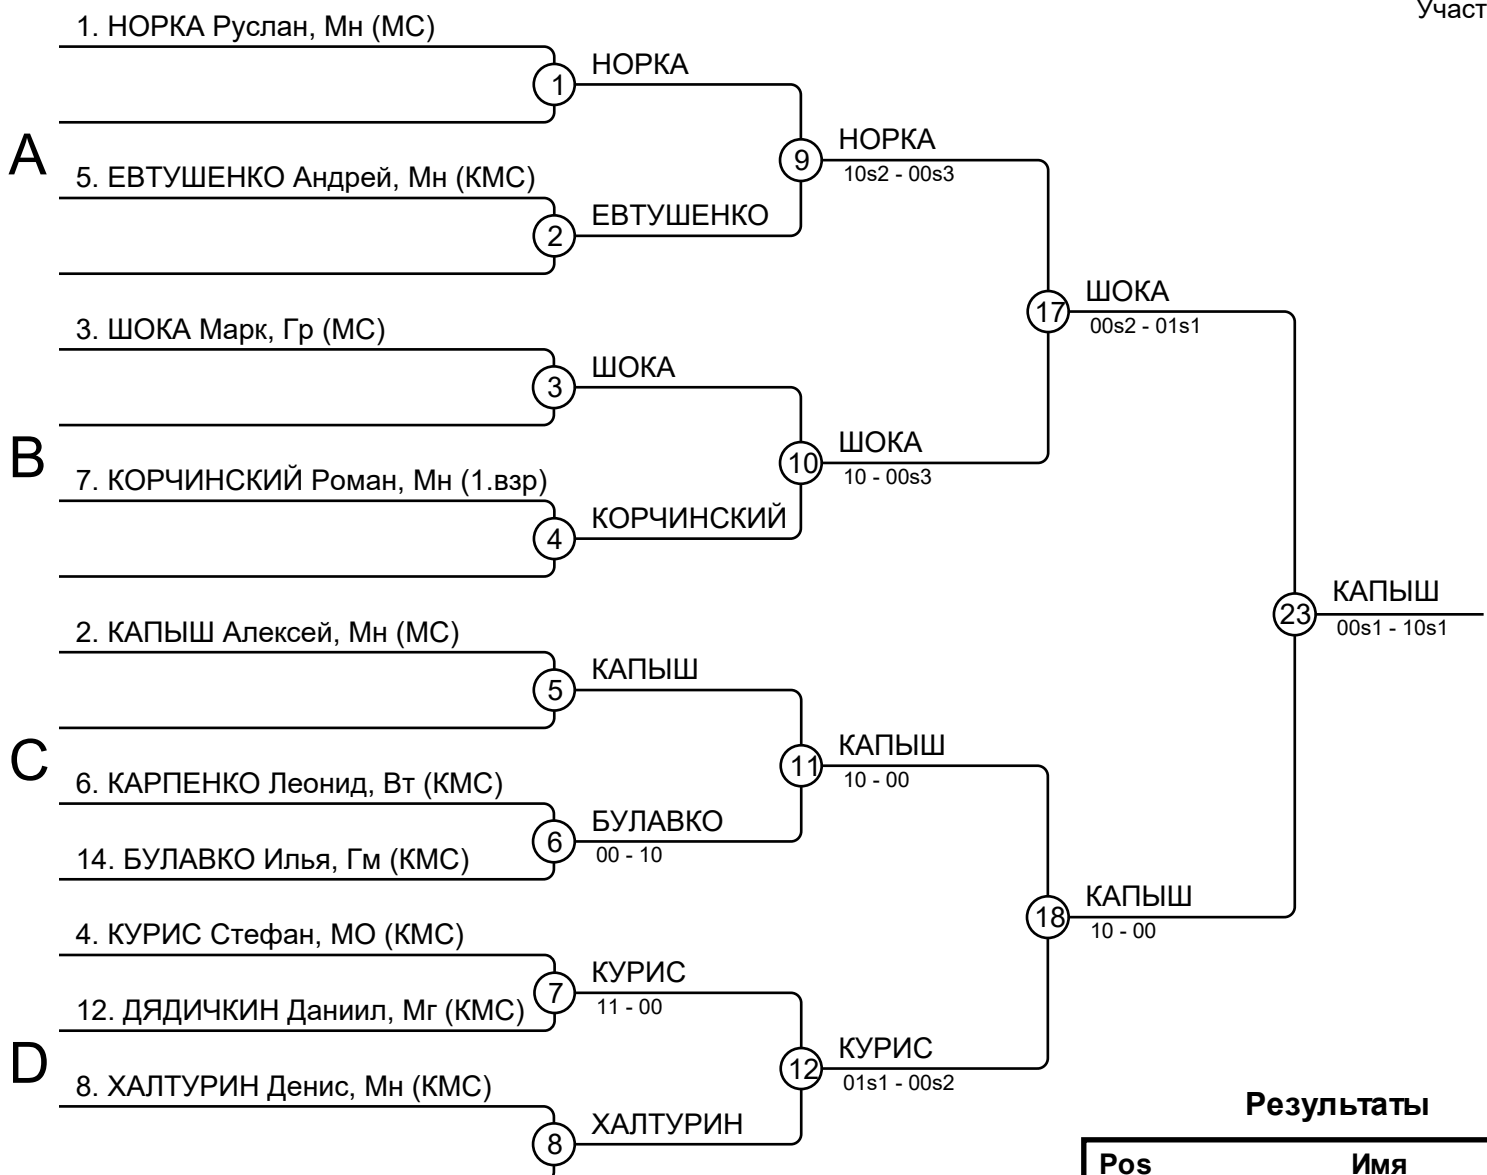 Участ
1. НОРКА Руслан, Мн (МС)
1
НОРКА
A
9
НОРКА
10s2 - 00s3
5. ЕВТУШЕНКО Андрей, Мн (КМС)
2
ЕВТУШЕНКО
17
ШОКА
00s2 - 01s1
3. ШОКА Марк, Гр (МС)
3
ШОКА
B
10
ШОКА
10 - 00s3
7. КОРЧИНСКИЙ Роман, Мн (1.взр)
4
КОРЧИНСКИЙ
23
КАПЫШ
00s1 - 10s1
2. КАПЫШ Алексей, Мн (МС)
5
КАПЫШ
C
11
КАПЫШ
10 - 00
6. КАРПЕНКО Леонид, Вт (КМС)
6
БУЛАВКО
00 - 10
14. БУЛАВКО Илья, Гм (КМС)
18
КАПЫШ
10 - 00
4. КУРИС Стефан, МО (КМС)
7
КУРИС
11 - 00
12. ДЯДИЧКИН Даниил, Мг (КМС)
D
12
КУРИС
01s1 - 00s2
8. ХАЛТУРИН Денис, Мн (КМС)
8
ХАЛТУРИН
Результаты
Pos Имя